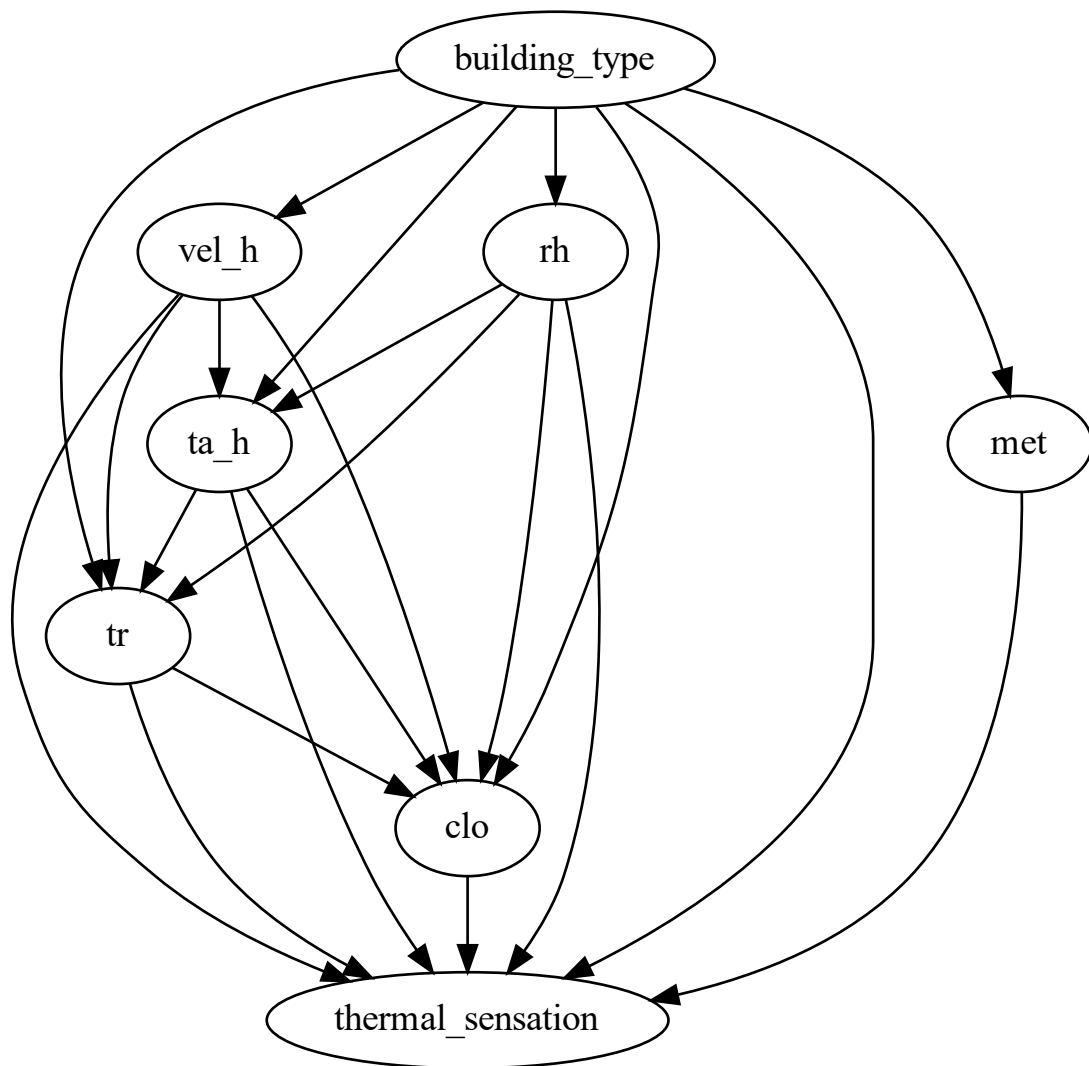 building_type
vel_h
rh
ta_h
met
tr
clo
thermal_sensation